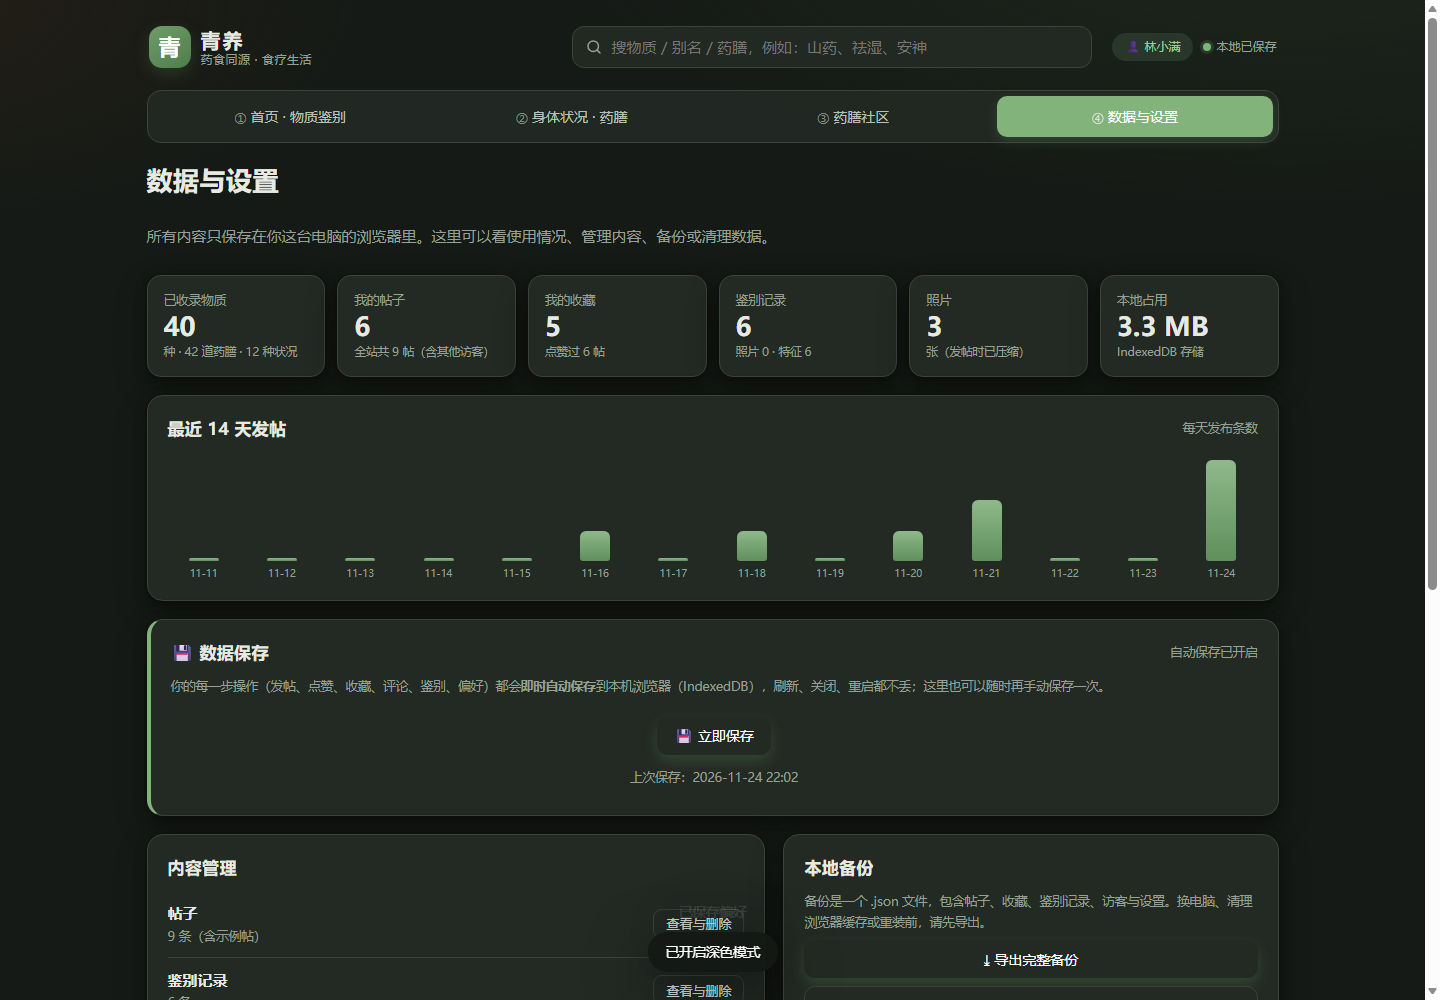 青
青养
药食同源 · 食疗生活
搜物质 / 别名 / 药膳，例如：山药、祛湿、安神
林小满
本地已保存
① 首页 · 物质鉴别
② 身体状况 · 药膳
③ 药膳社区
④ 数据与设置
数据与设置
所有内容只保存在你这台电脑的浏览器里。这里可以看使用情况、管理内容、备份或清理数据。
已收录物质
40
种 · 42 道药膳 · 12 种状况
我的帖子
6
全站共 9 帖（含其他访客）
我的收藏
5
点赞过 6 帖
鉴别记录
6
照片 0 · 特征 6
照片
3
张（发帖时已压缩）
本地占用
3.3 MB
IndexedDB 存储
最近 14 天发帖
每天发布条数
11-11
11-12
11-13
11-14
11-15
11-16
11-17
11-18
11-19
11-20
11-21
11-22
11-23
11-24
💾 数据保存
自动保存已开启
你的每一步操作（发帖、点赞、收藏、评论、鉴别、偏好）都会即时自动保存到本机浏览器（IndexedDB），刷新、关闭、重启都不丢；这里也可以随时再手动保存一次。
💾 立即保存
上次保存：2026-11-24 22:02
内容管理
帖子
9 条（含示例帖）
已保存偏好
查看与删除
已开启深色模式
鉴别记录
6 条
查看与删除
本地备份
备份是一个 .json 文件，包含帖子、收藏、鉴别记录、访客与设置。换电脑、清理
浏览器缓存或重装前，请先导出。
⤓ 导出完整备份